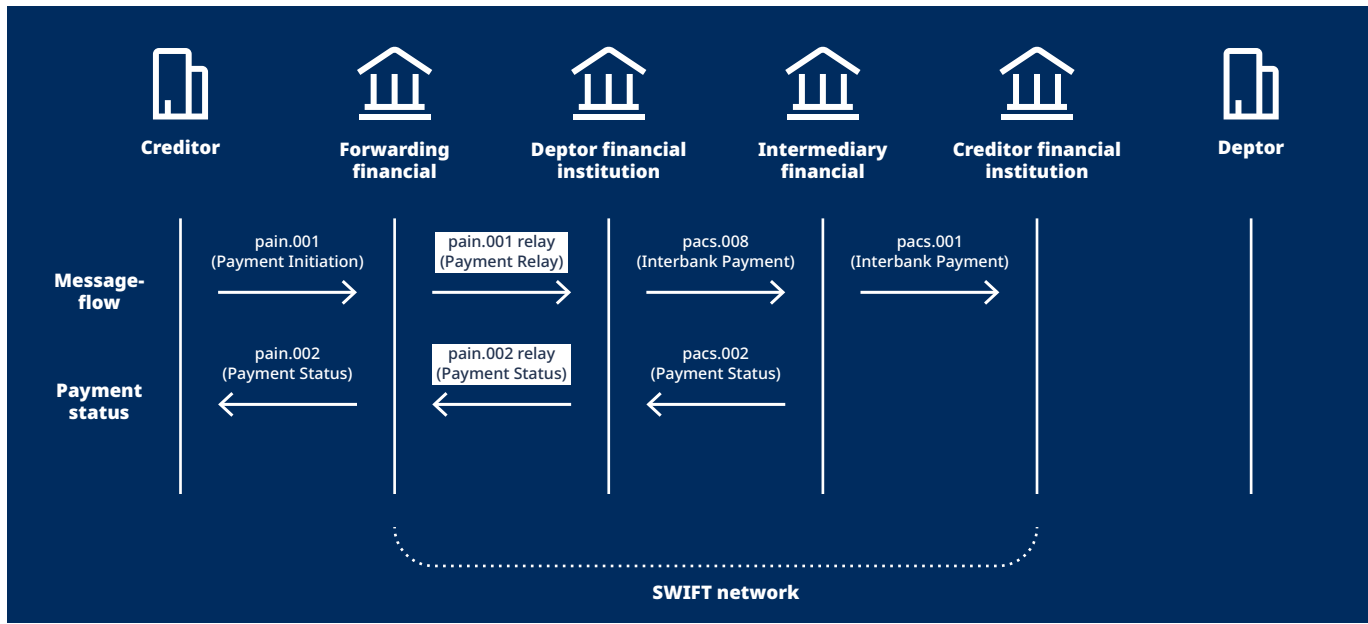 Creditor
Forwarding
financial
Deptor financial
institution
Intermediary
financial
Creditor financial
institution
Deptor
Message-
flow
pain.001
(Payment Initiation)
pain.001 relay
(Payment Relay)
pacs.008
(Interbank Payment)
pacs.001
(Interbank Payment)
Payment
status
pain.002
(Payment Status)
pain.002 relay
(Payment Status)
pacs.002
(Payment Status)
SWIFT network